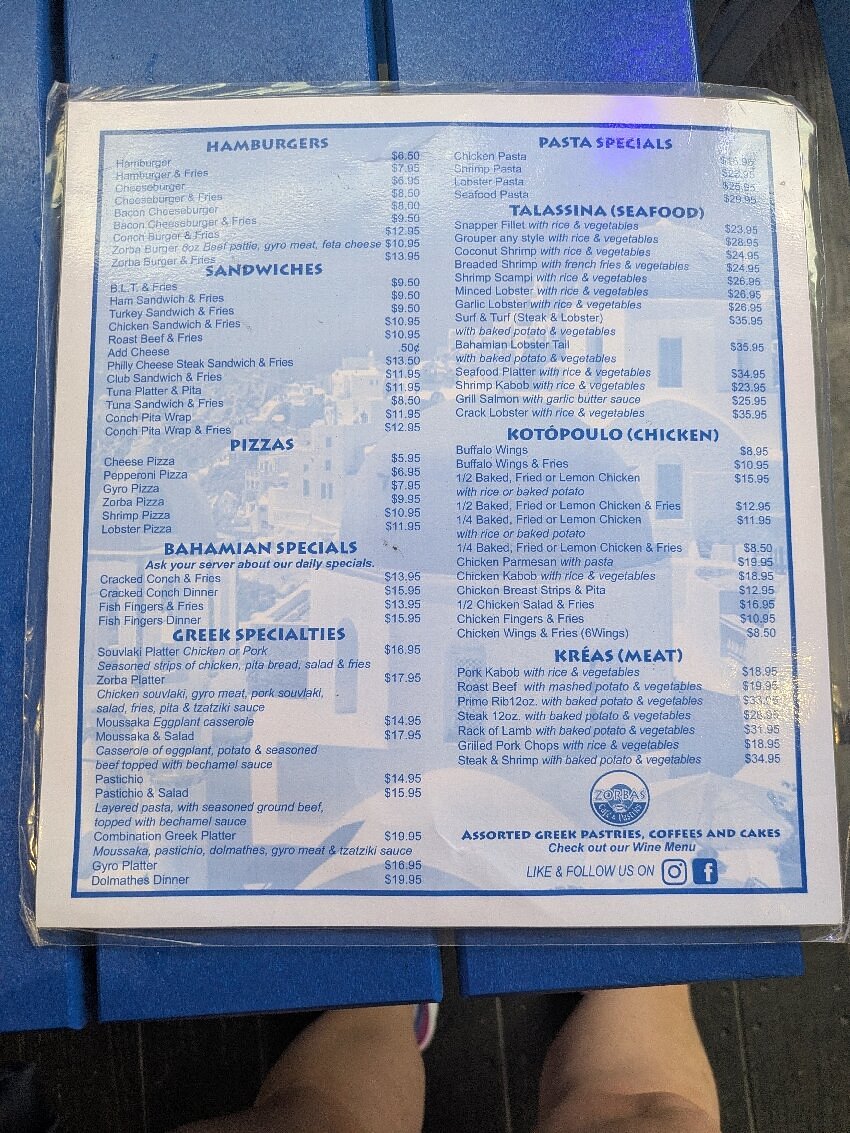 HAMBURGERS
Hamburger $6.50
Hamburger & Fries $7.95
Cheeseburger $6.95
Cheeseburger & Fries $8.50
Bacon Cheeseburger $8.00
Bacon Cheeseburger & Fries $9.50
Conch Burger & Fries $12.95
Zorba Burger 6oz Beef pattie, gyro meat, feta cheese $10.95
Zorba Burger & Fries $13.95
SANDWICHES
B.L.T. & Fries $9.50
Ham Sandwich & Fries $9.50
Turkey Sandwich & Fries $9.50
Chicken Sandwich & Fries $10.95
Roast Beef & Fries $10.95
Add Cheese .50¢
Philly Cheese Steak Sandwich & Fries $13.50
Club Sandwich & Fries $11.95
Tuna Platter & Pita $11.95
Tuna Sandwich & Fries $8.50
Conch Pita Wrap $11.95
Conch Pita Wrap & Fries $12.95
PIZZAS
Cheese Pizza $5.95
Pepperoni Pizza $6.95
Gyro Pizza $7.95
Zorba Pizza $9.95
Shrimp Pizza $10.95
Lobster Pizza $11.95
BAHAMIAN SPECIALS
Ask your server about our daily specials.
Cracked Conch & Fries $13.95
Cracked Conch Dinner $15.95
Fish Fingers & Fries $13.95
Fish Fingers Dinner $15.95
GREEK SPECIALTIES
Souvlaki Platter Chicken or Pork $16.95
Seasoned strips of chicken, pita bread, salad & fries
Zorba Platter $17.95
Chicken souvlaki, gyro meat, pork souvlaki,
salad, fries, pita & tzatziki sauce
Moussaka Eggplant casserole $14.95
Moussaka & Salad $17.95
Casserole of eggplant, potato & seasoned
beef topped with bechamel sauce
Pastichio $14.95
Pastichio & Salad $15.95
Layered pasta, with seasoned ground beef,
topped with bechamel sauce
Combination Greek Platter $19.95
Moussaka, pastichio, dolmathes, gyro meat & tzatziki sauce
Gyro Platter $16.95
Dolmathes Dinner $19.95
PASTA SPECIALS
Chicken Pasta
Shrimp Pasta
Lobster Pasta $25.95
Seafood Pasta $29.95
TALASSINA (SEAFOOD)
Snapper Fillet with rice & vegetables $23.95
Grouper any style with rice & vegetables $28.95
Coconut Shrimp with rice & vegetables $24.95
Breaded Shrimp with french fries & vegetables $24.95
Shrimp Scampi with rice & vegetables $26.95
Minced Lobster with rice & vegetables $26.95
Garlic Lobster with rice & vegetables $26.95
Surf & Turf (Steak & Lobster) $35.95
with baked potato & vegetables
Bahamian Lobster Tail $35.95
with baked potato & vegetables
Seafood Platter with rice & vegetables $34.95
Shrimp Kabob with rice & vegetables $23.95
Grill Salmon with garlic butter sauce $25.95
Crack Lobster with rice & vegetables $35.95
KOTÓPOULO (CHICKEN)
Buffalo Wings $8.95
Buffalo Wings & Fries $10.95
1/2 Baked, Fried or Lemon Chicken $15.95
with rice or baked potato
1/2 Baked, Fried or Lemon Chicken & Fries $12.95
1/4 Baked, Fried or Lemon Chicken $11.95
with rice or baked potato
1/4 Baked, Fried or Lemon Chicken & Fries $8.50
Chicken Parmesan with pasta $19.95
Chicken Kabob with rice & vegetables $18.95
Chicken Breast Strips & Pita $12.95
1/2 Chicken Salad & Fries $16.95
Chicken Fingers & Fries $10.95
Chicken Wings & Fries (6Wings) $8.50
KRÉAS (MEAT)
Pork Kabob with rice & vegetables $18.95
Roast Beef with mashed potato & vegetables $19.95
Primo Rib12oz. with baked potato & vegetables
Steak 12oz. with baked potato & vegetables
Rack of Lamb with baked potato & vegetables $31.95
Grilled Pork Chops with rice & vegetables $18.95
Steak & Shrimp with baked potato & vegetables $34.95
ZORBAS
ASSORTED GREEK PASTRIES, COFFEES AND CAKES
Check out our Wine Menu
LIKE & FOLLOW US ON